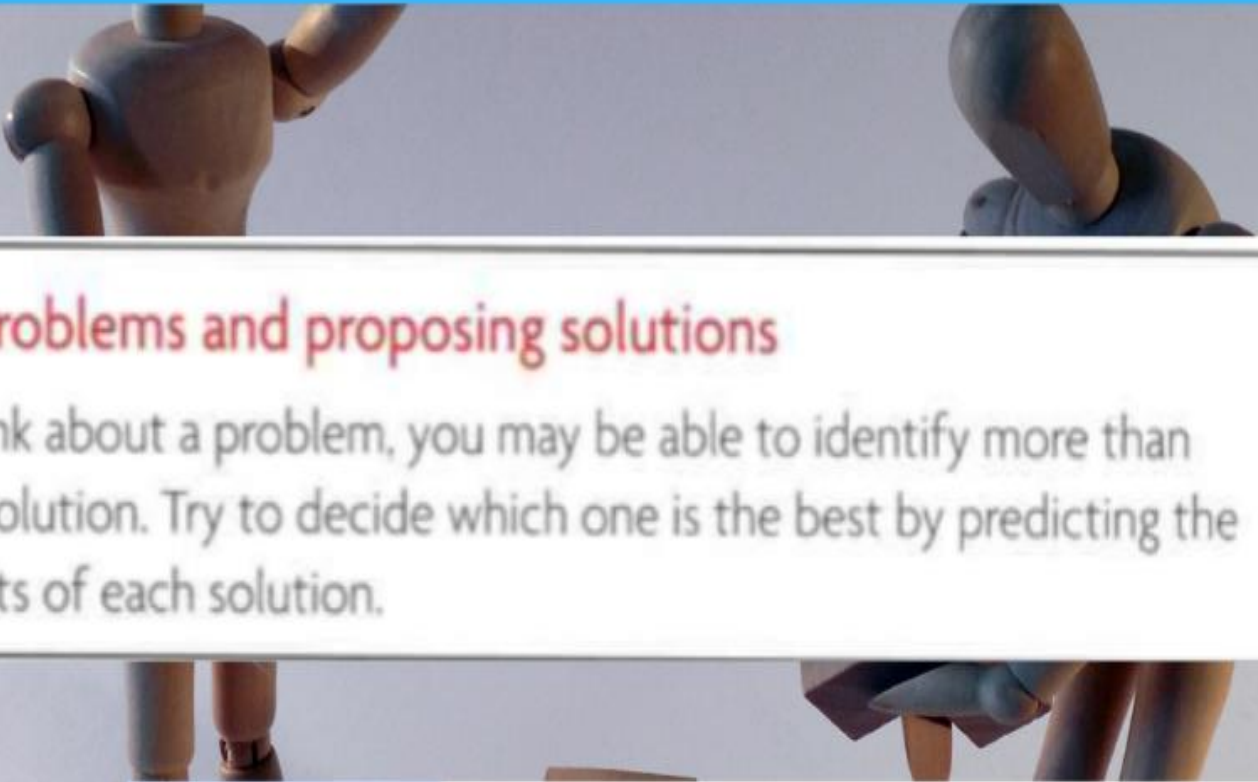 roblems and proposing solutions
nk about a problem, you may be able to identify more than
olution. Try to decide which one is the best by predicting the
ts of each solution.